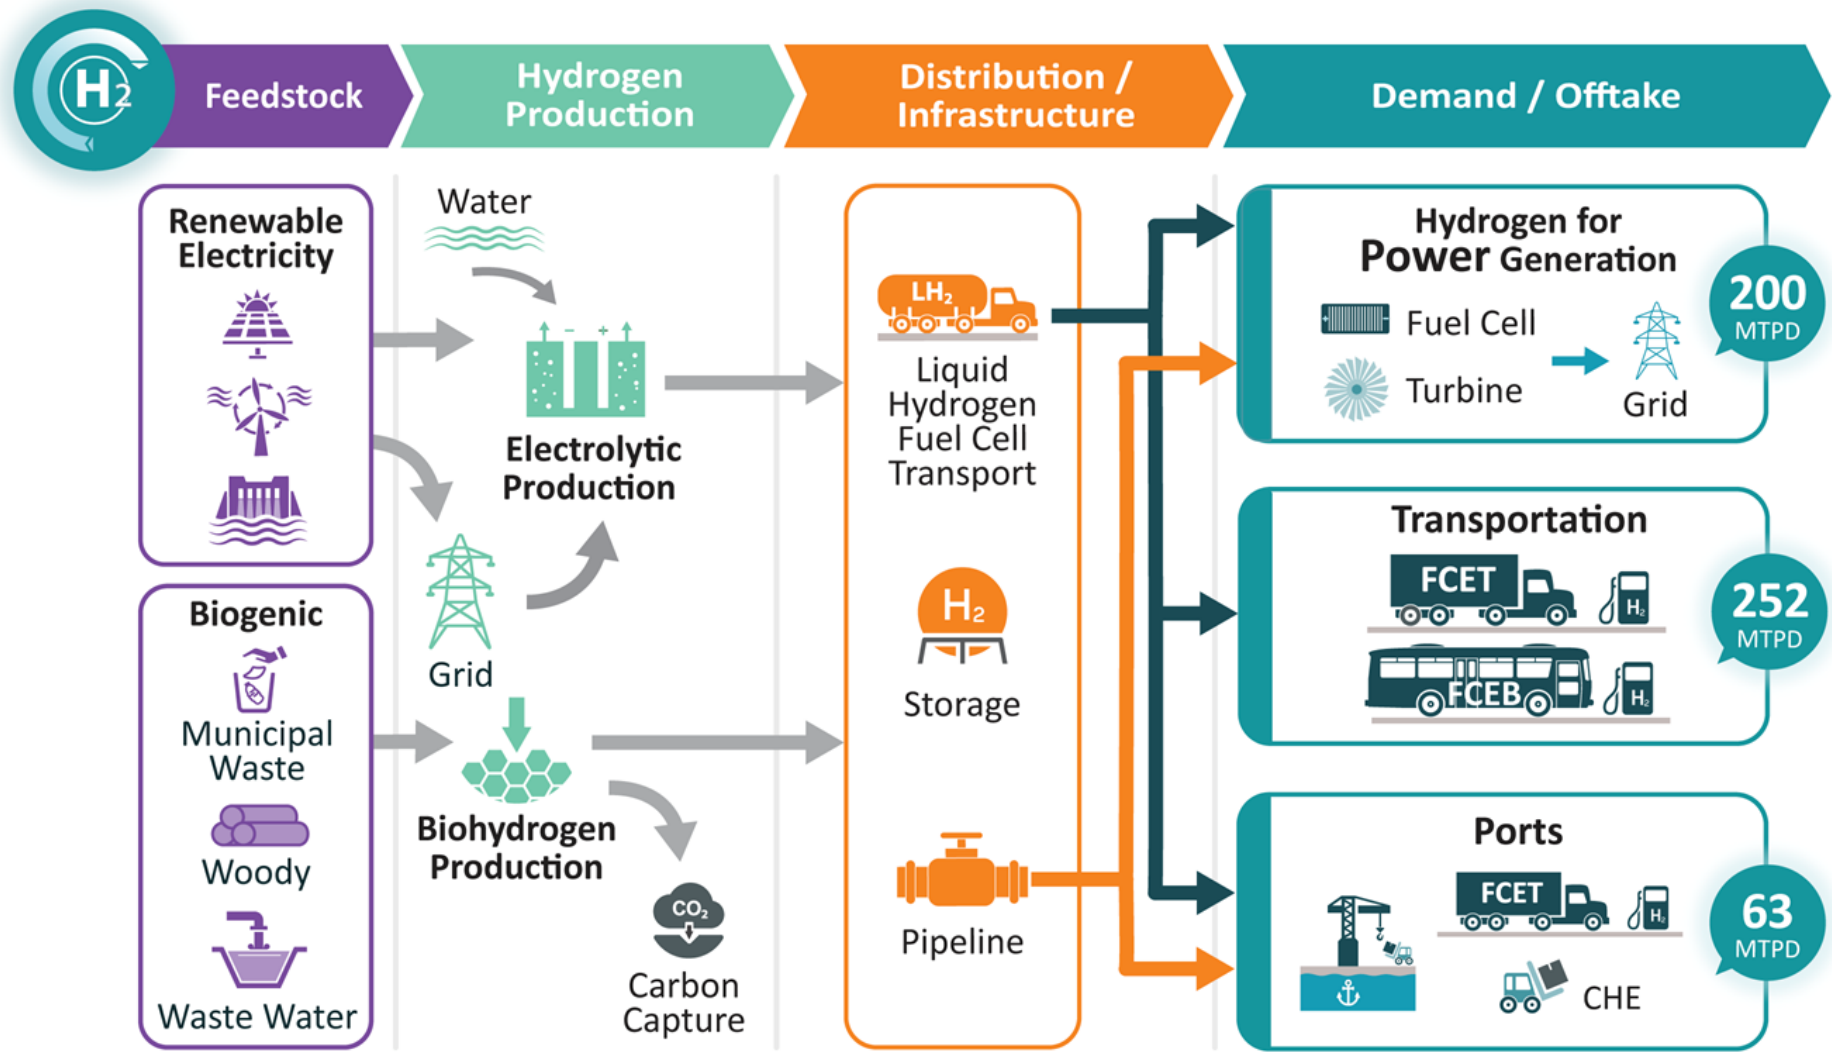 H2
Feedstock
Hydrogen
Production
Distribution /
Infrastructure
Demand / Offtake
Renewable
Electricity
Biogenic
Municipal
Waste
Woody
Waste Water
Water
- +
Electrolytic
Production
Grid
Biohydrogen
Production
CO₂
Carbon
Capture
LH₂
Liquid
Hydrogen
Fuel Cell
Transport
H₂
Storage
Pipeline
Hydrogen for
Power Generation
+ -
Fuel Cell
Turbine
Grid
200
MTPD
Transportation
FCET
H₂
FCEB
H₂
252
MTPD
Ports
FCET
H₂
CHE
63
MTPD